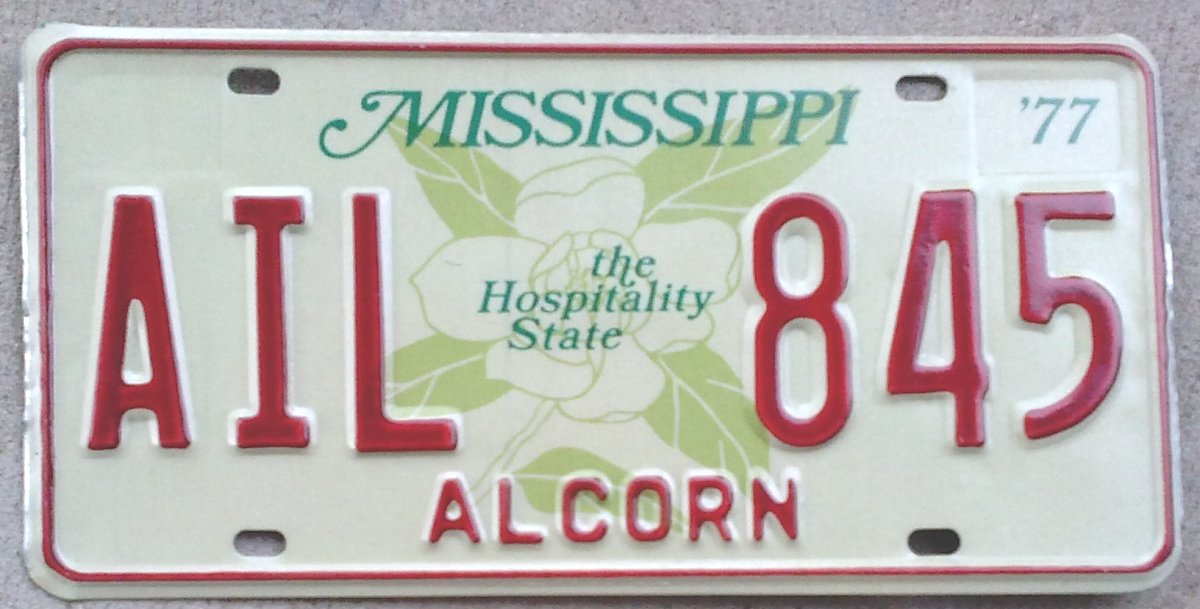 MISSISSIPPI
'77
AIL 845
the
Hospitality
State
ALCORN